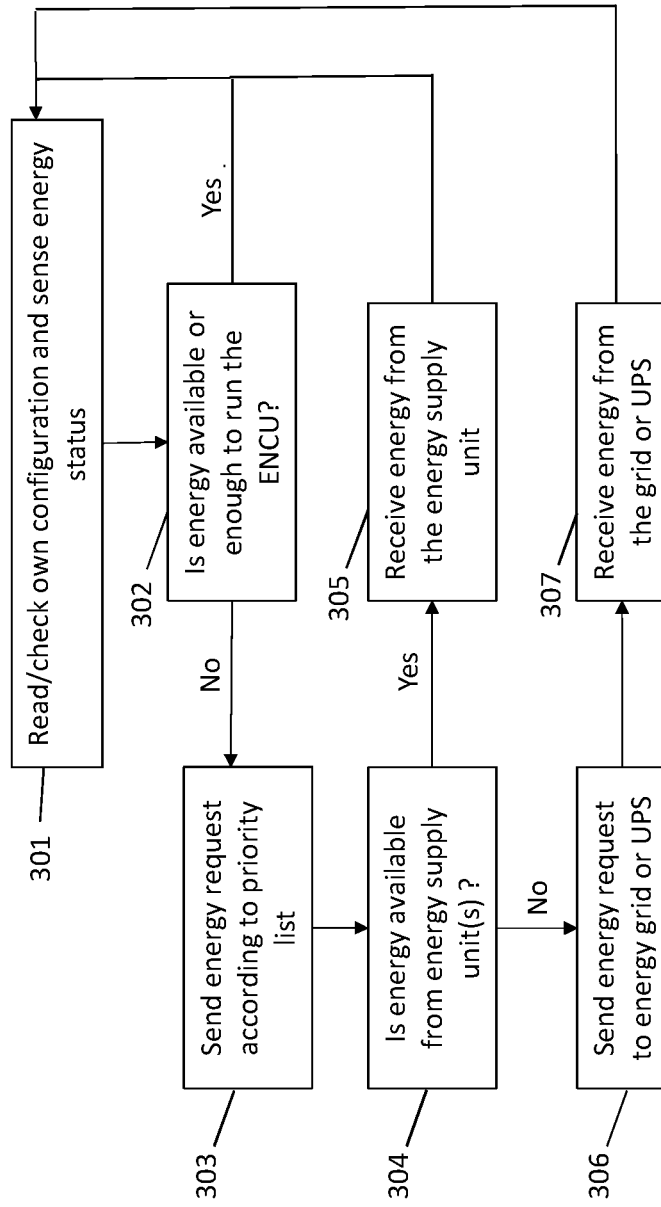 301
Read/check own configuration and sense energy
status
302
Is energy available or
enough to run the
ENCU?
Yes .
No
303
Send energy request
according to priority
list
304
Is energy available
from energy supply
unit(s) ?
Yes
305
Receive energy from
the energy supply
unit
No
306
Send energy request
to energy grid or UPS
307
Receive energy from
the grid or UPS